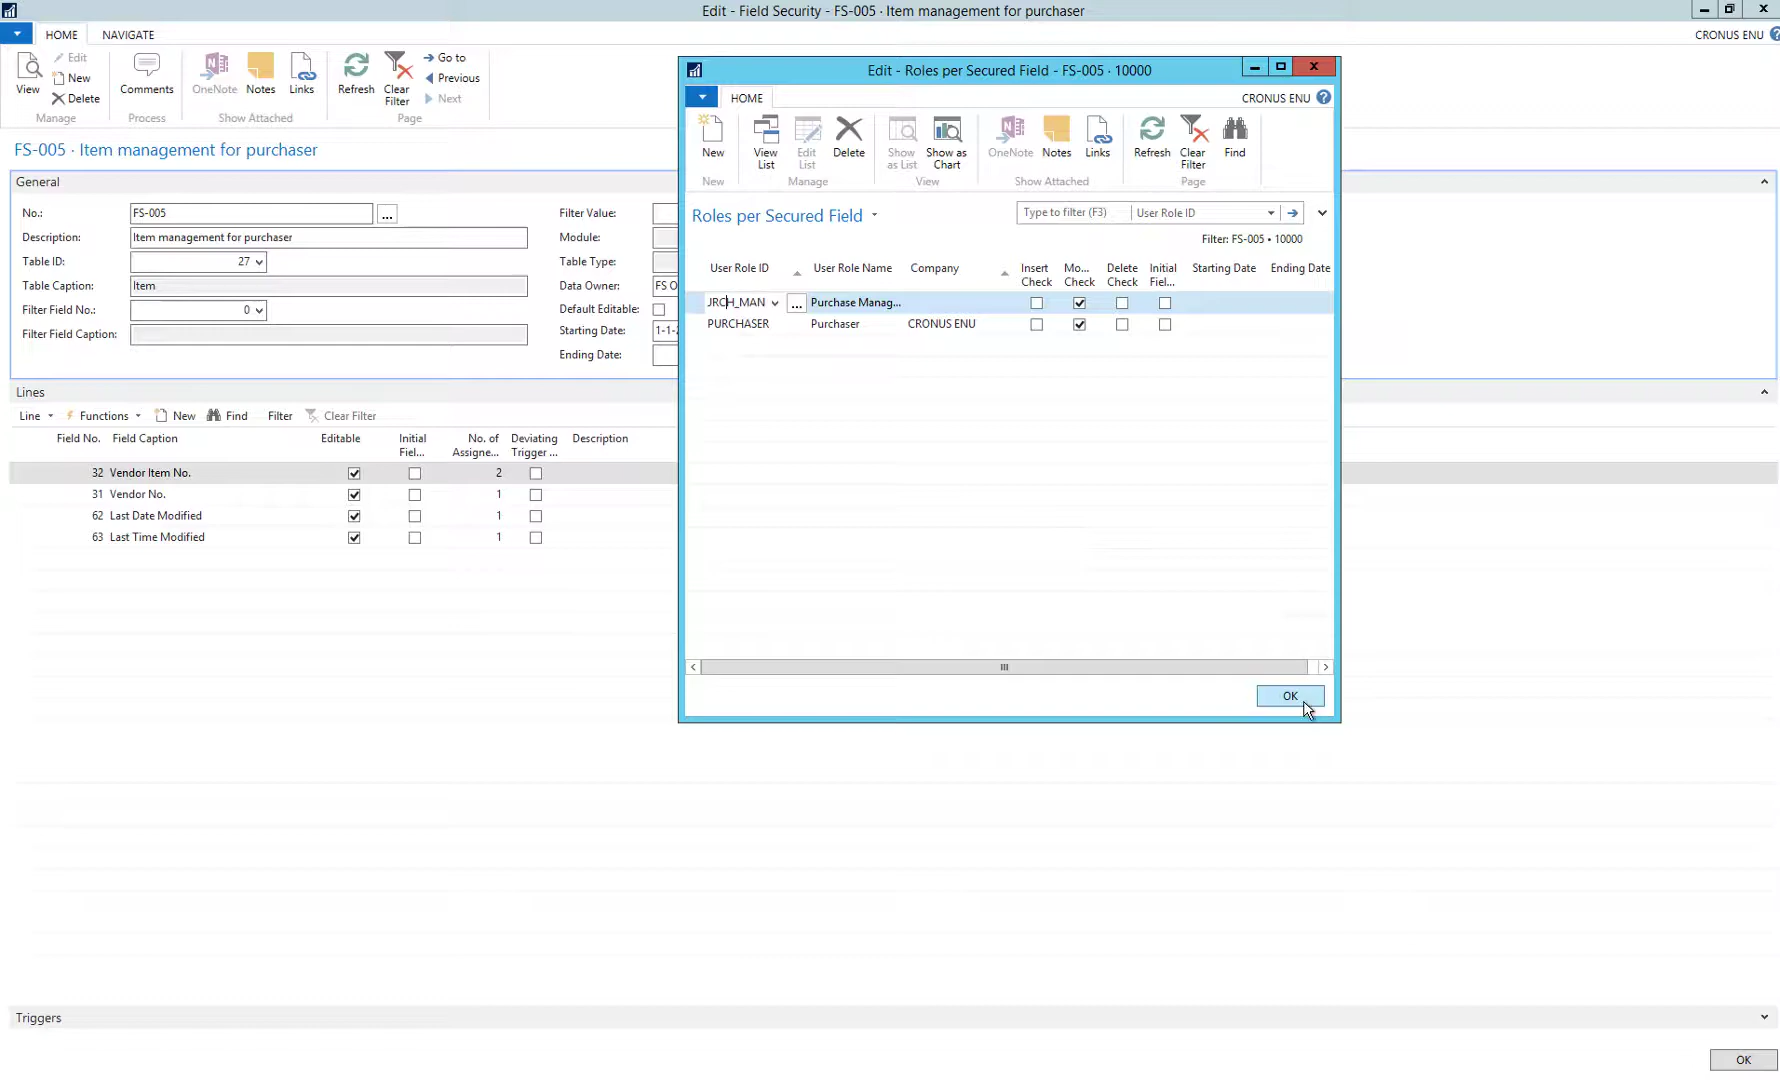 Edit - Field Security - FS-005 · Item management for purchaser
HOME NAVIGATE CRONUS ENU
View Edit New Delete Manage
Comments Process
OneNote Notes Links Show Attached
Refresh Clear Filter Go to Previous Next Page
FS-005 · Item management for purchaser
General
No.: FS-005 ...
Description: Item management for purchaser
Table ID: 27
Table Caption: Item
Filter Field No.: 0
Filter Field Caption:
Filter Value:
Module:
Table Type:
Data Owner: FS O
Default Editable:
Starting Date: 1-1-2
Ending Date:
Lines
Line Functions New Find Filter Clear Filter
Field No. Field Caption Editable Initial Fiel... No. of Assigne... Deviating Trigger ... Description
32 Vendor Item No. 2
31 Vendor No. 1
62 Last Date Modified 1
63 Last Time Modified 1
Triggers
OK
Edit - Roles per Secured Field - FS-005 · 10000
HOME CRONUS ENU
New New
View List Edit List Delete Manage
Show as List Show as Chart View
OneNote Notes Links Show Attached
Refresh Clear Filter Find Page
Roles per Secured Field
Type to filter (F3) User Role ID
Filter: FS-005 • 10000
User Role ID User Role Name Company Insert Check Mo... Check Delete Check Initial Fiel... Starting Date Ending Date
JRCH_MAN ... Purchase Manag...
PURCHASER Purchaser CRONUS ENU
OK